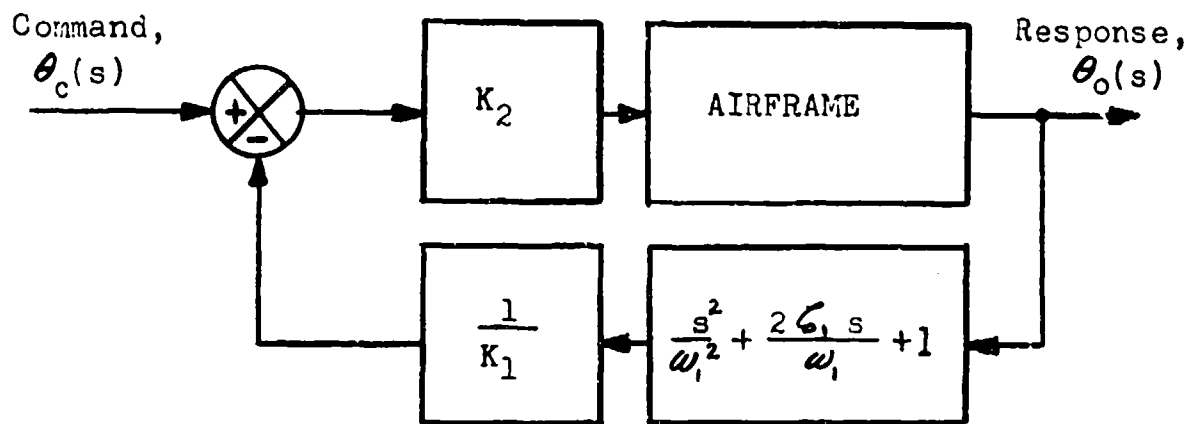 Command,
θc(s)
Response,
θo(s)
+
−
K2
AIRFRAME
1
K1
s²/ω₁² + 2ζ₁ s/ω₁ + 1